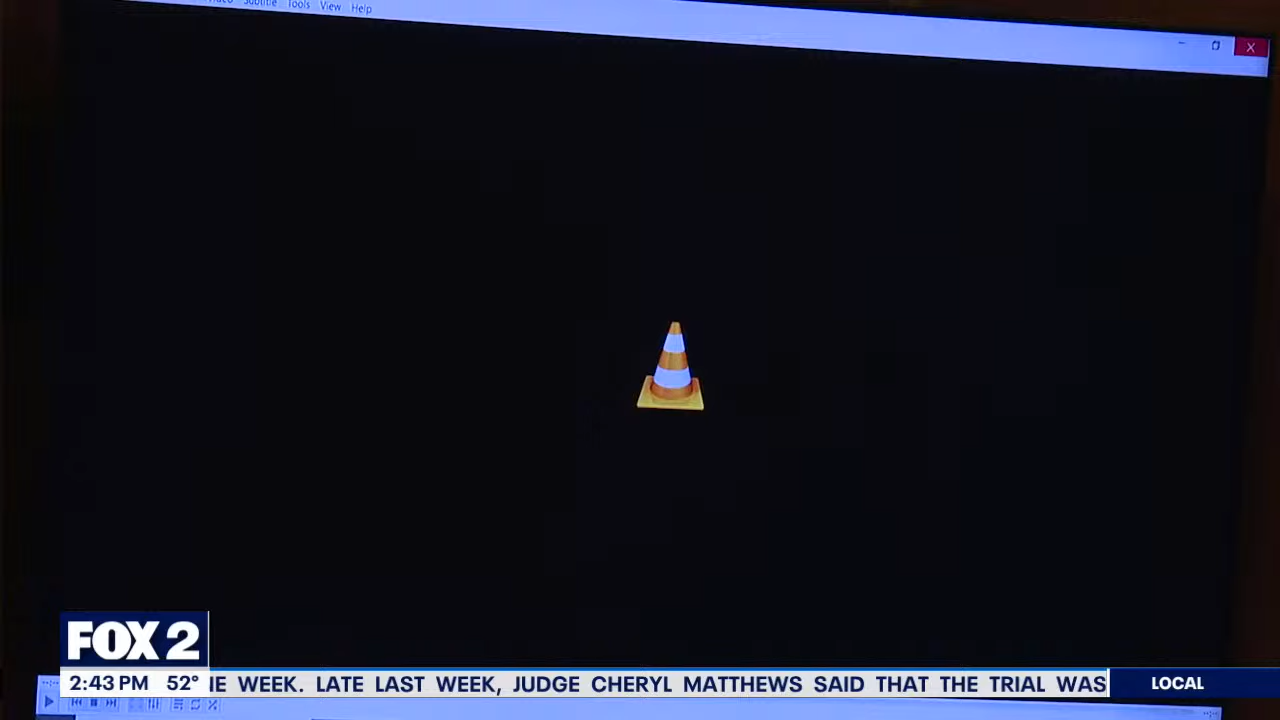 Subtitle Tools View Help
FOX 2
2:43 PM 52° WEEK. LATE LAST WEEK, JUDGE CHERYL MATTHEWS SAID THAT THE TRIAL WAS LOCAL